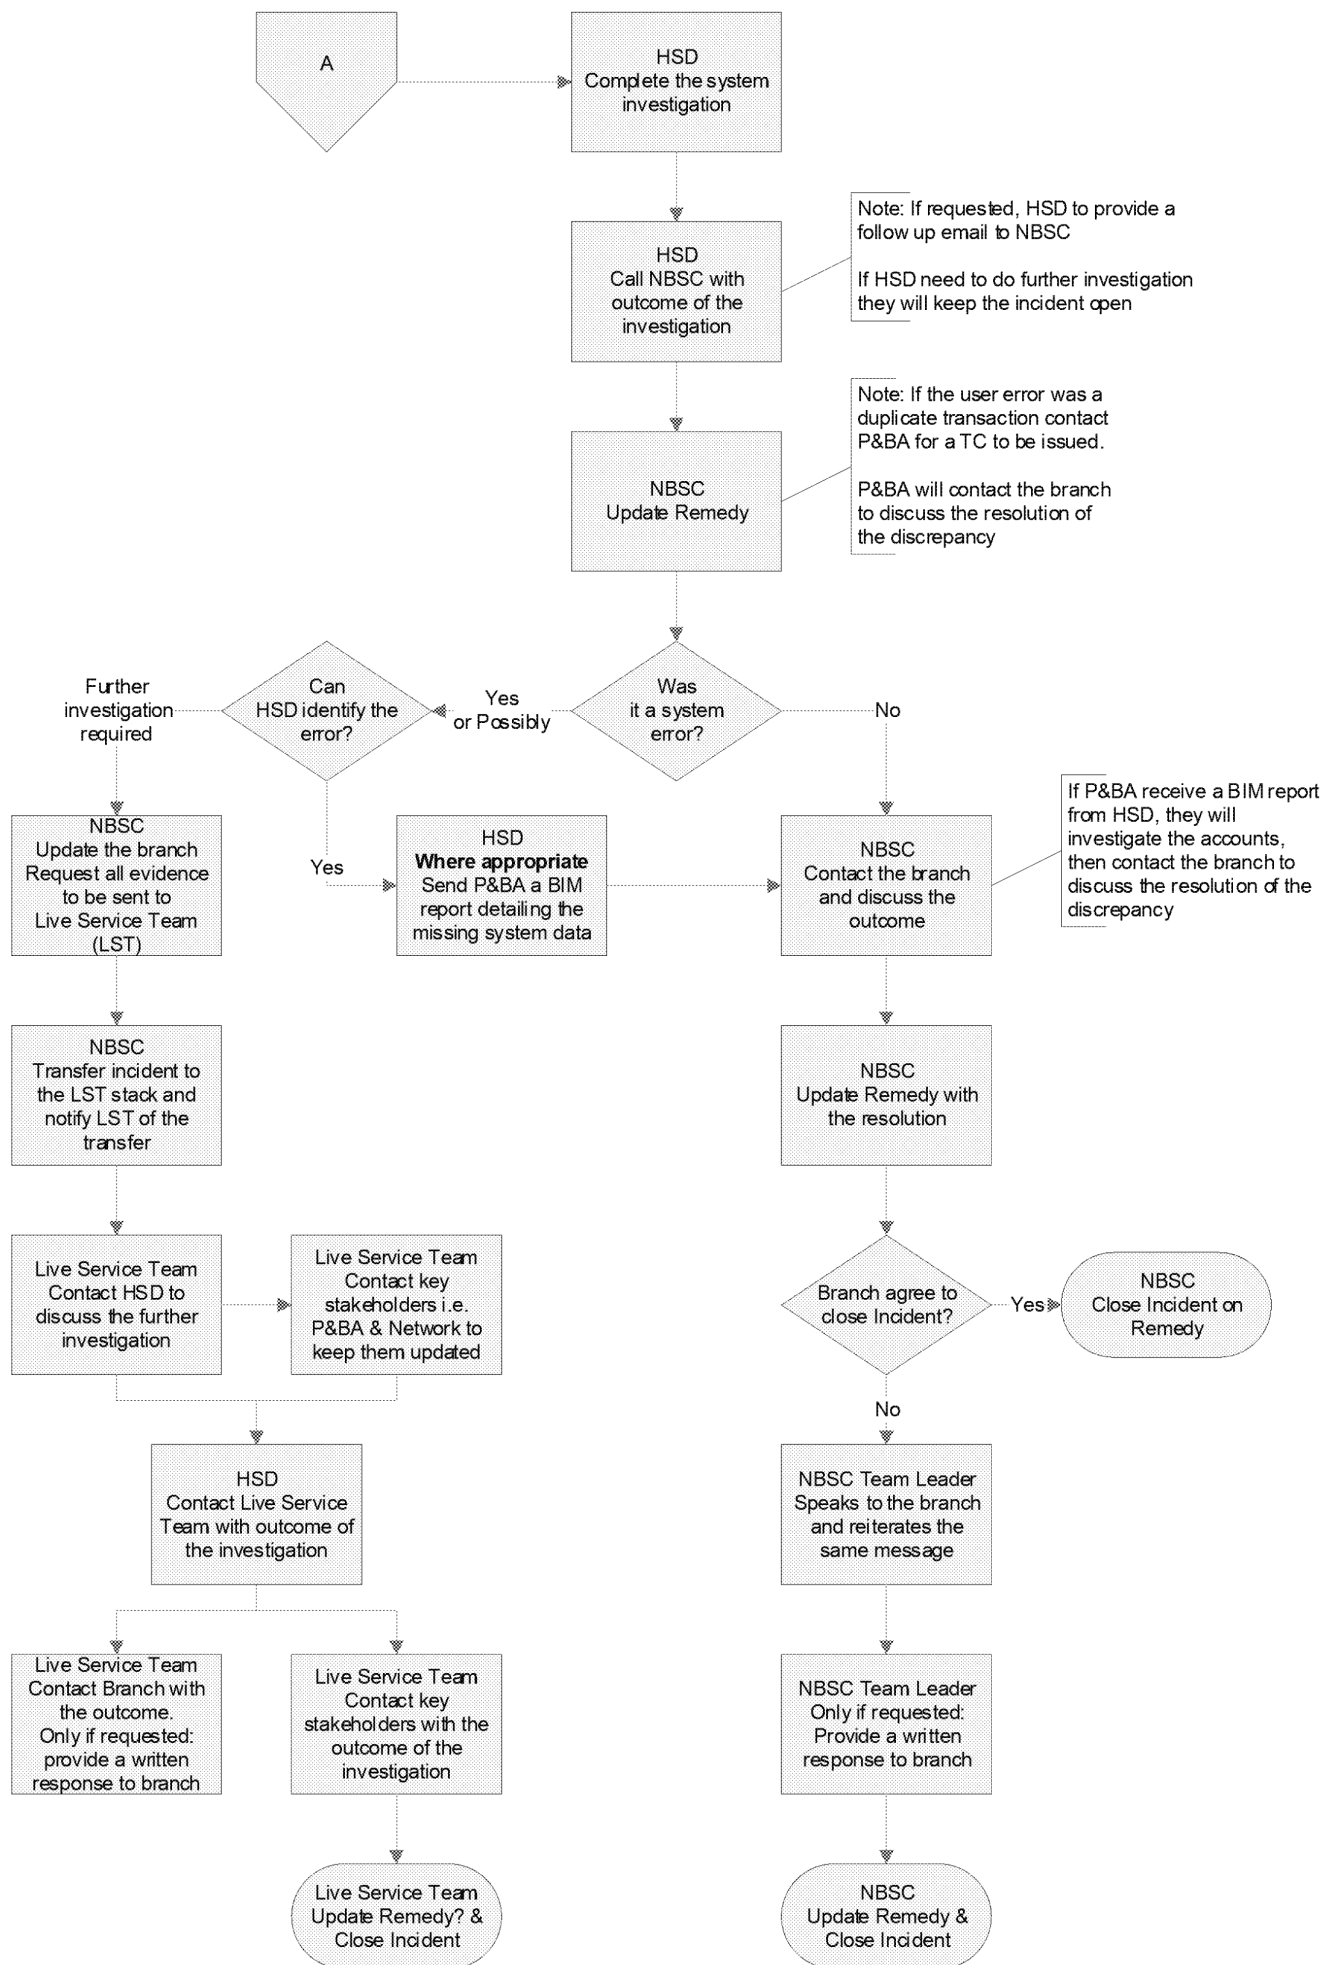 A
HSD
Complete the system
investigation
Note: If requested, HSD to provide a
follow up email to NBSC
If HSD need to do further investigation
they will keep the incident open
HSD
Call NBSC with
outcome of the
investigation
Note: If the user error was a
duplicate transaction contact
P&BA for a TC to be issued.
P&BA will contact the branch
to discuss the resolution of
the discrepancy
NBSC
Update Remedy
Further
investigation
required
Can
HSD identify the
error?
Yes
or Possibly
Was
it a system
error?
No
If P&BA receive a BIM report
from HSD, they will
investigate the accounts,
then contact the branch to
discuss the resolution of the
discrepancy
NBSC
Update the branch
Request all evidence
to be sent to
Live Service Team
(LST)
Yes
HSD
Where appropriate
Send P&BA a BIM
report detailing the
missing system data
NBSC
Contact the branch
and discuss the
outcome
NBSC
Transfer incident to
the LST stack and
notify LST of the
transfer
NBSC
Update Remedy with
the resolution
Live Service Team
Contact HSD to
discuss the further
investigation
Live Service Team
Contact key
stakeholders i.e.
P&BA & Network to
keep them updated
Branch agree to
close Incident?
Yes
NBSC
Close Incident on
Remedy
No
HSD
Contact Live Service
Team with outcome of
the investigation
NBSC Team Leader
Speaks to the branch
and reiterates the
same message
Live Service Team
Contact Branch with
the outcome.
Only if requested:
provide a written
response to branch
Live Service Team
Contact key
stakeholders with the
outcome of the
investigation
NBSC Team Leader
Only if requested:
Provide a written
response to branch
Live Service Team
Update Remedy? &
Close Incident
NBSC
Update Remedy &
Close Incident